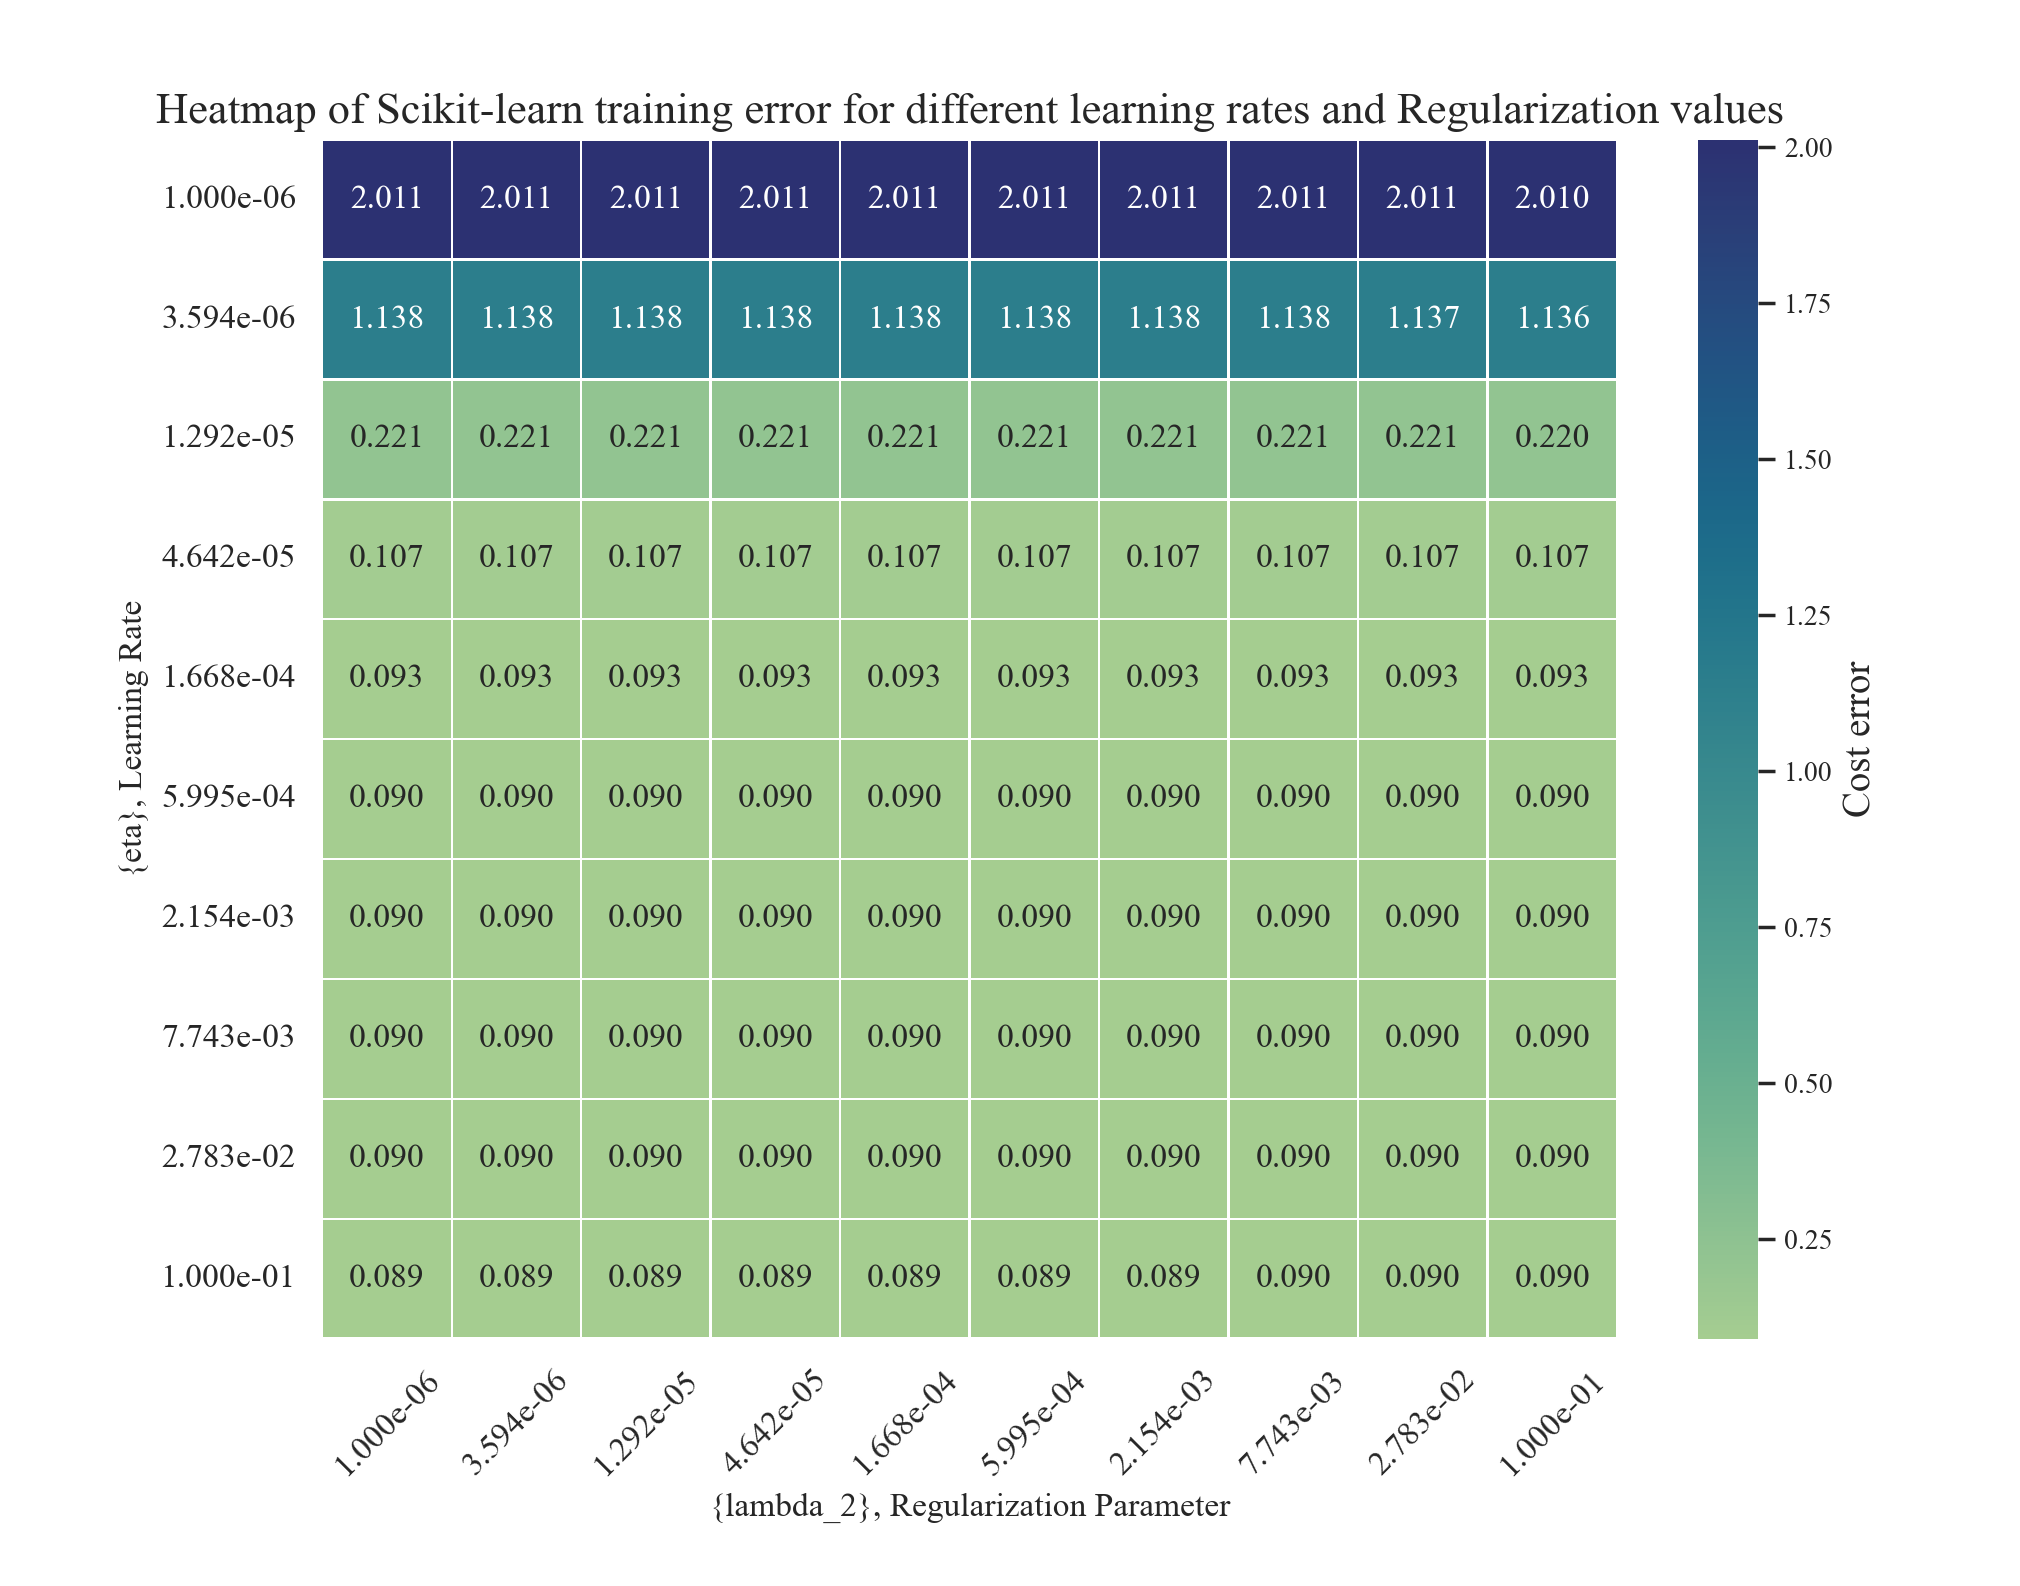 Heatmap of Scikit-learn training error for different learning rates and Regularization values
1.000e-06 2.011 2.011 2.011 2.011 2.011 2.011 2.011 2.011 2.011 2.010
3.594e-06 1.138 1.138 1.138 1.138 1.138 1.138 1.138 1.138 1.137 1.136
1.292e-05 0.221 0.221 0.221 0.221 0.221 0.221 0.221 0.221 0.221 0.220
4.642e-05 0.107 0.107 0.107 0.107 0.107 0.107 0.107 0.107 0.107 0.107
1.668e-04 0.093 0.093 0.093 0.093 0.093 0.093 0.093 0.093 0.093 0.093
5.995e-04 0.090 0.090 0.090 0.090 0.090 0.090 0.090 0.090 0.090 0.090
2.154e-03 0.090 0.090 0.090 0.090 0.090 0.090 0.090 0.090 0.090 0.090
7.743e-03 0.090 0.090 0.090 0.090 0.090 0.090 0.090 0.090 0.090 0.090
2.783e-02 0.090 0.090 0.090 0.090 0.090 0.090 0.090 0.090 0.090 0.090
1.000e-01 0.089 0.089 0.089 0.089 0.089 0.089 0.089 0.090 0.090 0.090
1.000e-06 3.594e-06 1.292e-05 4.642e-05 1.668e-04 5.995e-04 2.154e-03 7.743e-03 2.783e-02 1.000e-01
{lambda_2}, Regularization Parameter
{eta}, Learning Rate
2.00
1.75
1.50
1.25
1.00
0.75
0.50
0.25
Cost error